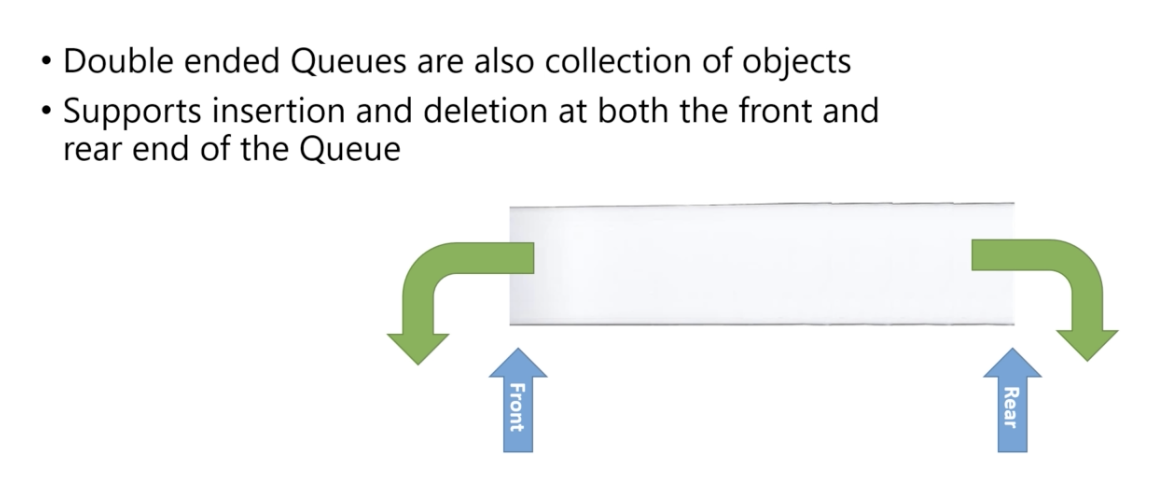 • Double ended Queues are also collection of objects
• Supports insertion and deletion at both the front and
rear end of the Queue
Front
Rear